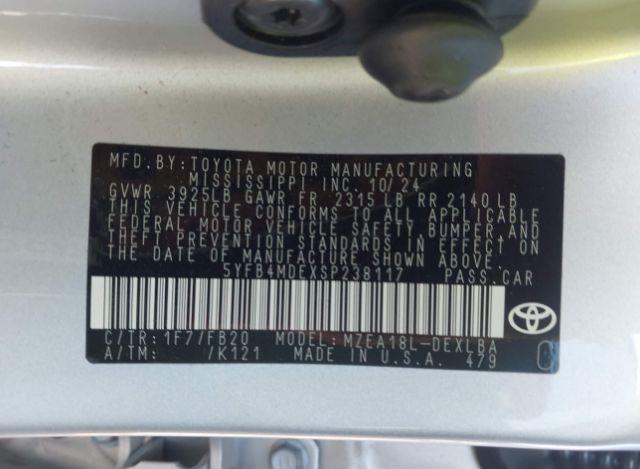 MFD.BY: TOYOTA MOTOR MANUFACTURING
MISSISSIPPI INC. 10/24
GVWR 3925LB GAWR FR 2315 LB RR 2140 LB
THIS VEHICLE CONFORMS TO ALL APPLICABLE
FEDERAL MOTOR VEHICLE SAFETY, BUMPER, AND
THEFT PREVENTION STANDARDS IN EFFECT ON
THE DATE OF MANUFACTURE SHOWN ABOVE.
5YFB4MDEXSP238117 PASS.CAR
C/TR: 1F7/FB20 MODEL: MZEA18L-DEXLBA
A/TM: /K121 MADE IN U.S.A. 479